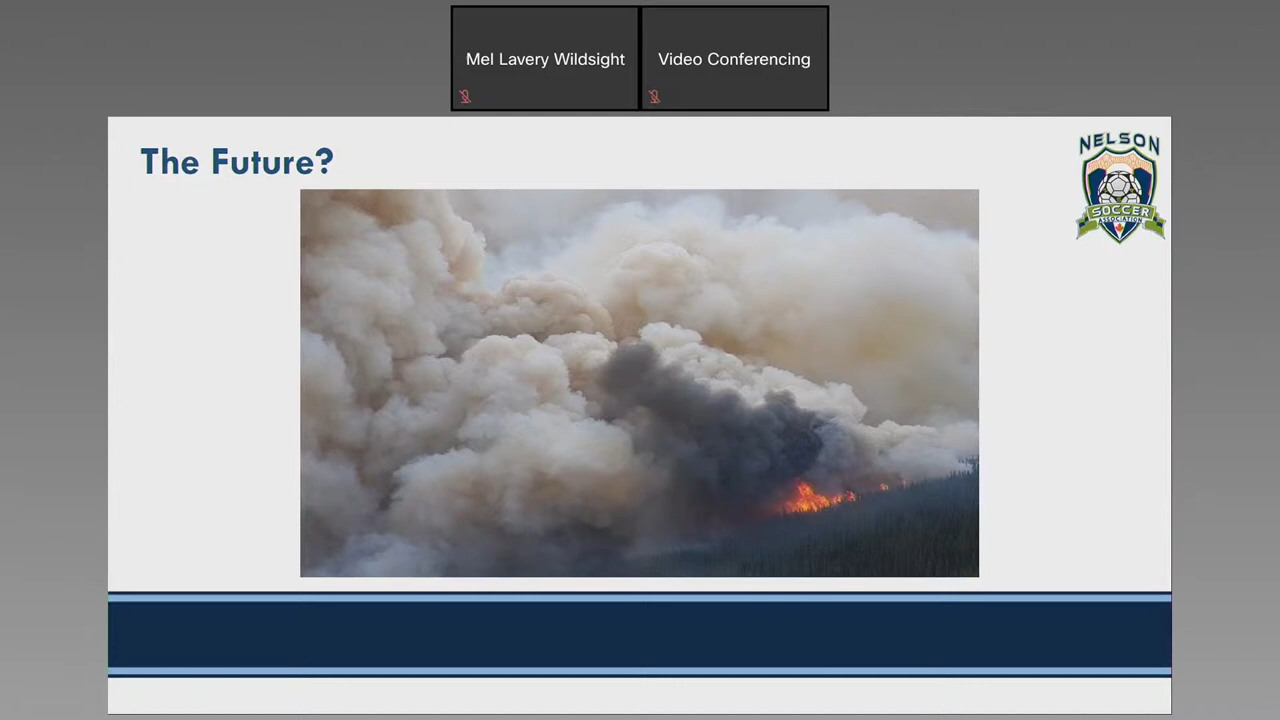 Mel Lavery Wildsight
Video Conferencing
The Future?
NELSON
SOCCER
ASSOCIATION